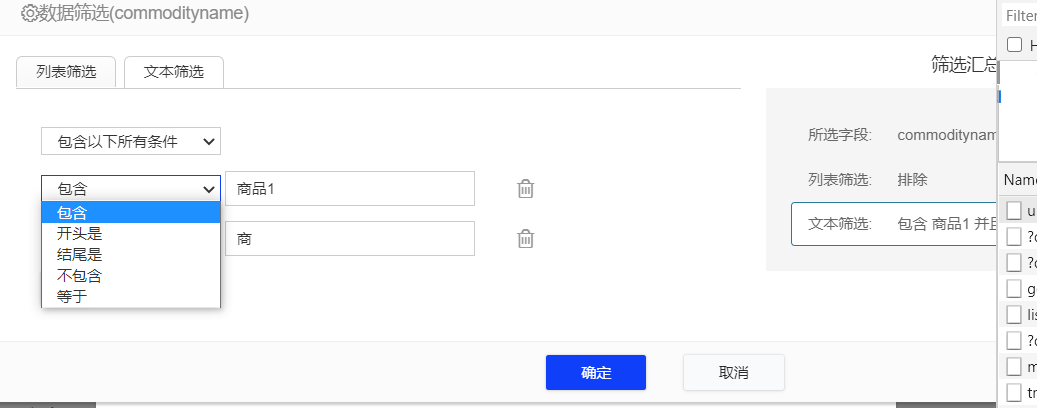 数据筛选(commodityname)
列表筛选
文本筛选
包含以下所有条件
包含
商品1
包含
开头是
结尾是
不包含
等于
商
确定
取消
筛选汇总
所选字段:
commoditynam
列表筛选:
排除
文本筛选:
包含 商品1 并且
Filter
H
Name
u
?c
?c
g
lis
?c
m
tr